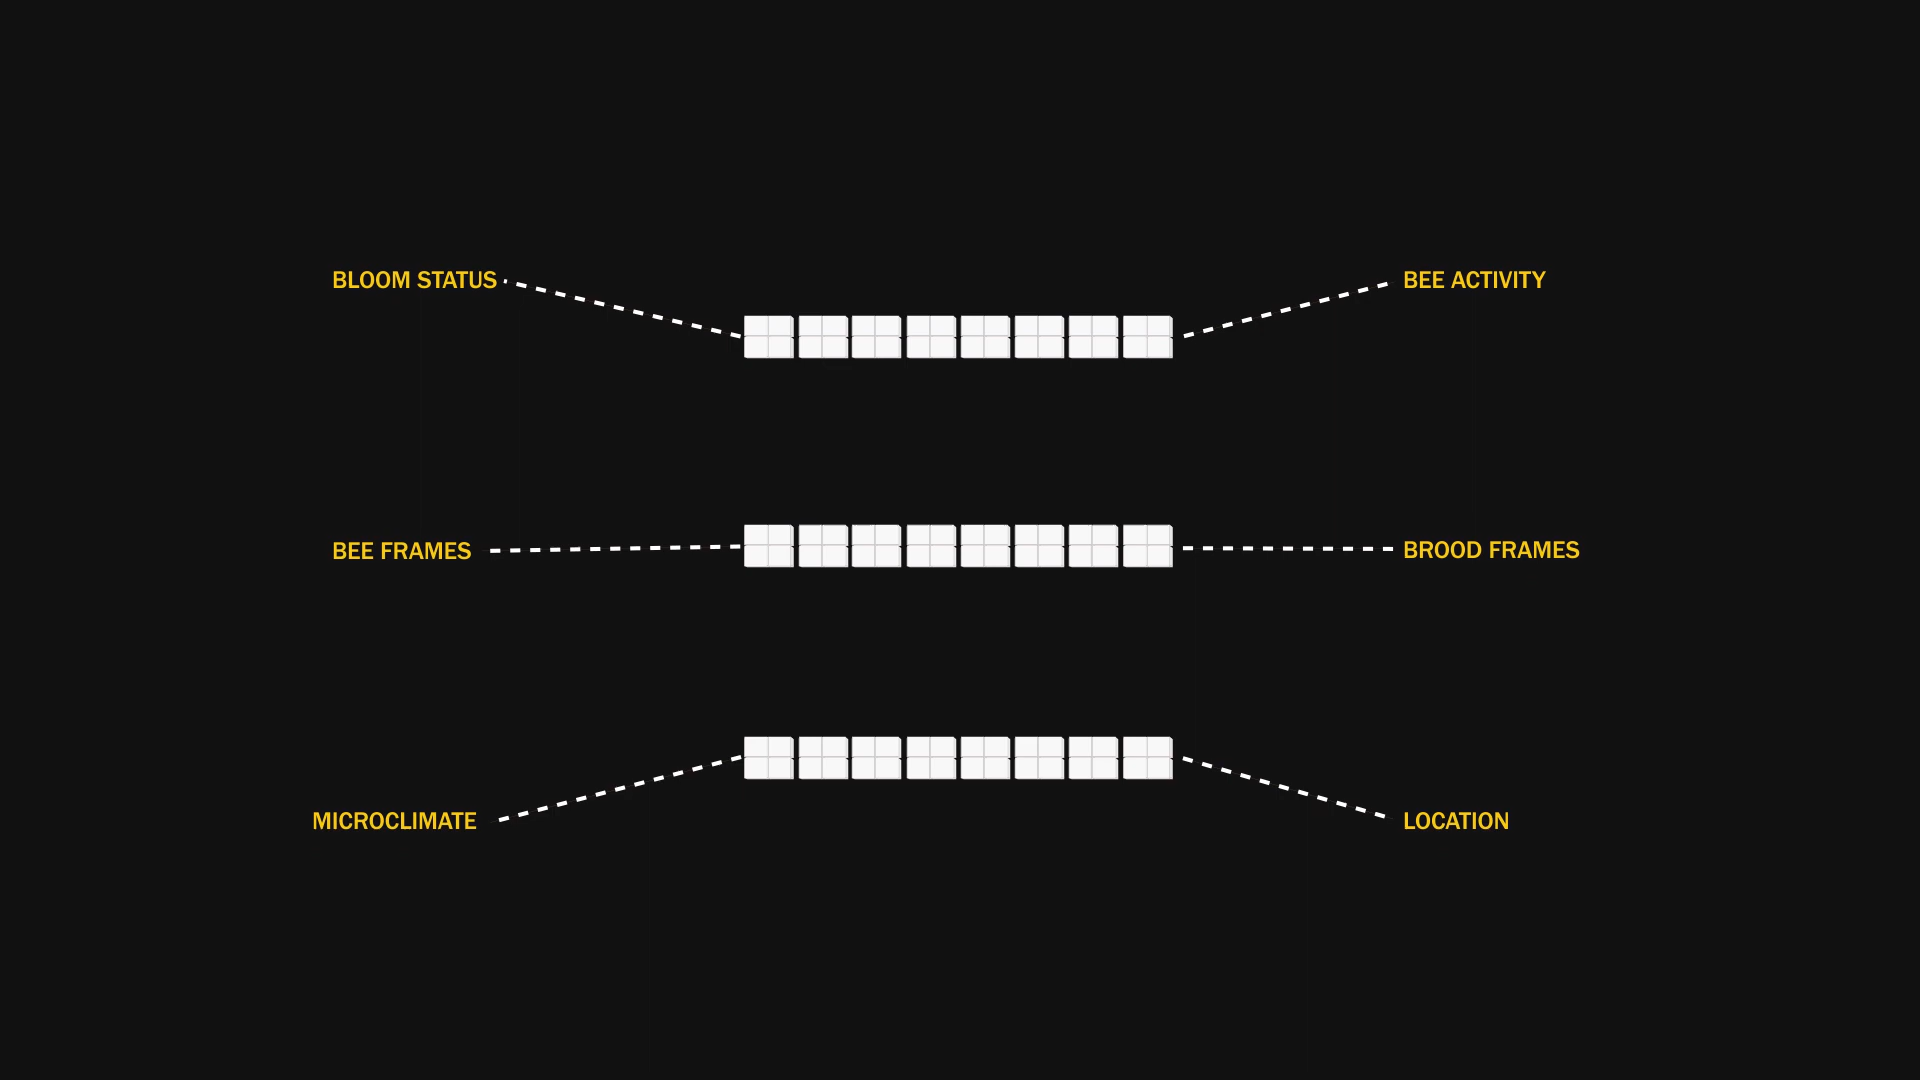 BLOOM STATUS
BEE ACTIVITY
BEE FRAMES
BROOD FRAMES
MICROCLIMATE
LOCATION